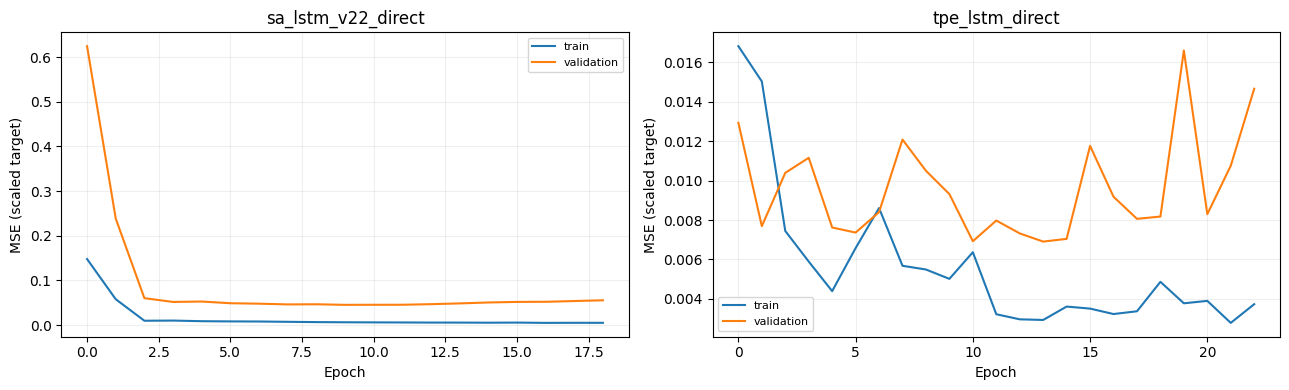 sa_lstm_v22_direct
MSE (scaled target)
0.6
0.5
0.4
0.3
0.2
0.1
0.0
train
validation
0.0 2.5 5.0 7.5 10.0 12.5 15.0 17.5
Epoch
tpe_lstm_direct
MSE (scaled target)
0.016
0.014
0.012
0.010
0.008
0.006
0.004
train
validation
0 5 10 15 20
Epoch